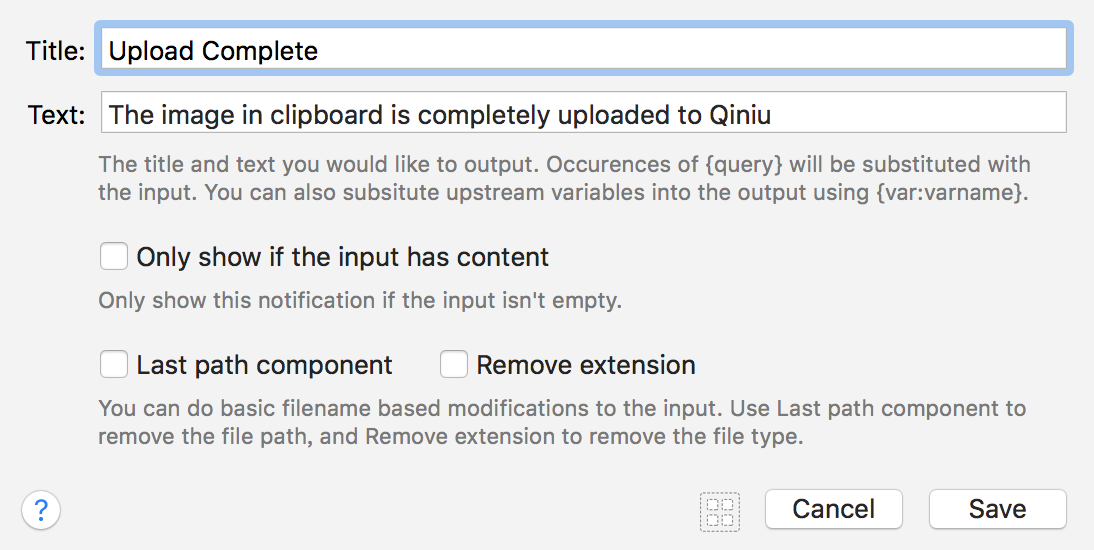 Title: Upload Complete
Text: The image in clipboard is completely uploaded to Qiniu
The title and text you would like to output. Occurences of {query} will be substituted with
the input. You can also subsitute upstream variables into the output using {var:varname}.
Only show if the input has content
Only show this notification if the input isn't empty.
Last path component Remove extension
You can do basic filename based modifications to the input. Use Last path component to
remove the file path, and Remove extension to remove the file type.
? Cancel Save